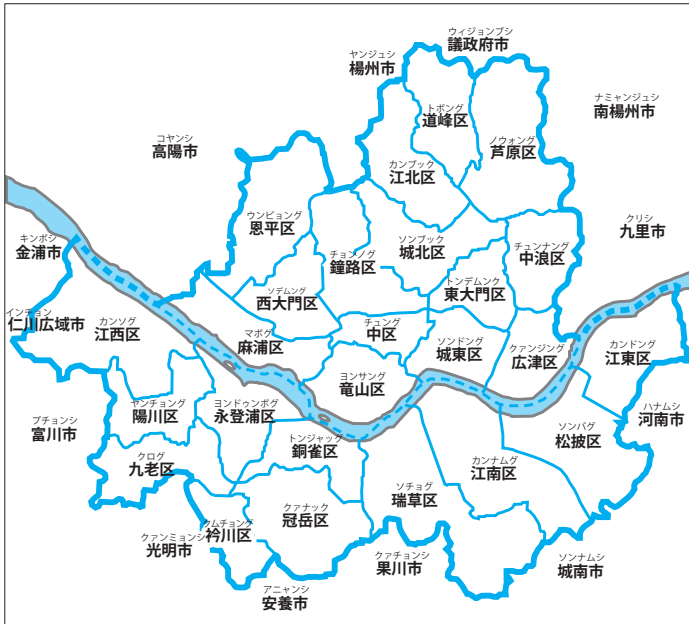 ウィジョンブシ
議政府市
ヤンジュシ
楊州市
トボング
道峰区
ナミャンジュシ
南楊州市
ノウォング
芦原区
コヤンシ
高陽市
カンブック
江北区
ウンピョング
恩平区
クリシ
九里市
チョンノグ
鐘路区
ソンブック
城北区
チュンナング
中浪区
キンポシ
金浦市
ソデムング
西大門区
トンデムンク
東大門区
インチョン
仁川広域市
カンソグ
江西区
マポグ
麻浦区
チュング
中区
ソンドング
城東区
クァンジング
広津区
カンドング
江東区
ヨンサング
竜山区
プチョンシ
富川市
ヤンチョング
陽川区
ヨンドゥンポグ
永登浦区
ハナムシ
河南市
ソンパグ
松披区
トンジャッグ
銅雀区
クログ
九老区
カンナムグ
江南区
ソチョグ
瑞草区
クァナック
冠岳区
クムチョング
衿川区
クァンミョンシ
光明市
クァチョンシ
果川市
ソンナムシ
城南市
アニャンシ
安養市